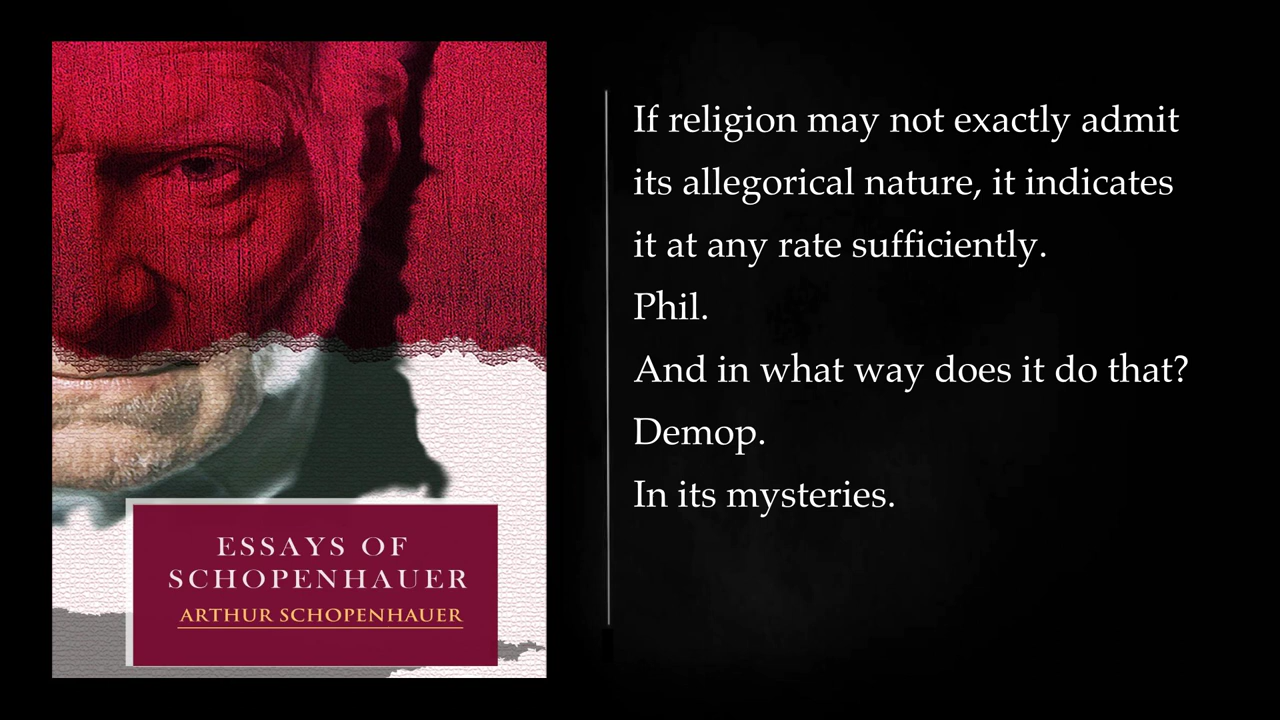 ESSAYS OF
SCHOPENHAUER
ARTHUR SCHOPENHAUER
If religion may not exactly admit
its allegorical nature, it indicates
it at any rate sufficiently.
Phil.
And in what way does it do that?
Demop.
In its mysteries.